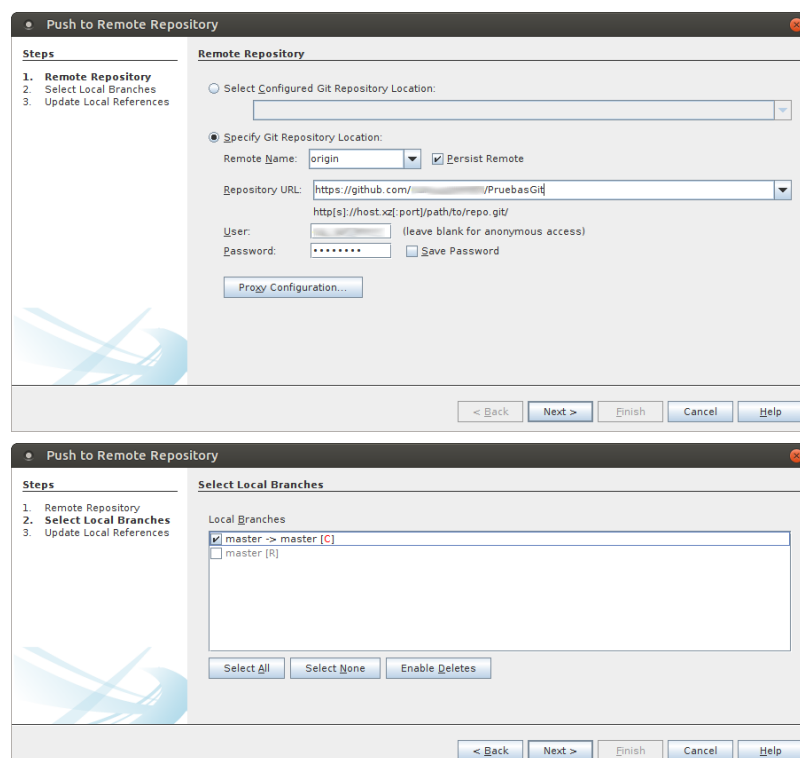 Push to Remote Repository
Steps
1. Remote Repository
2. Select Local Branches
3. Update Local References
Remote Repository
Select Configured Git Repository Location:
Specify Git Repository Location:
Remote Name: origin Persist Remote
Repository URL: https://github.com/ /PruebasGit
http[s]://host.xz[:port]/path/to/repo.git/
User: (leave blank for anonymous access)
Password: •••••••• Save Password
Proxy Configuration...
< Back Next > Finish Cancel Help
Push to Remote Repository
Steps
1. Remote Repository
2. Select Local Branches
3. Update Local References
Select Local Branches
Local Branches
master -> master [C]
master [R]
Select All Select None Enable Deletes
< Back Next > Finish Cancel Help